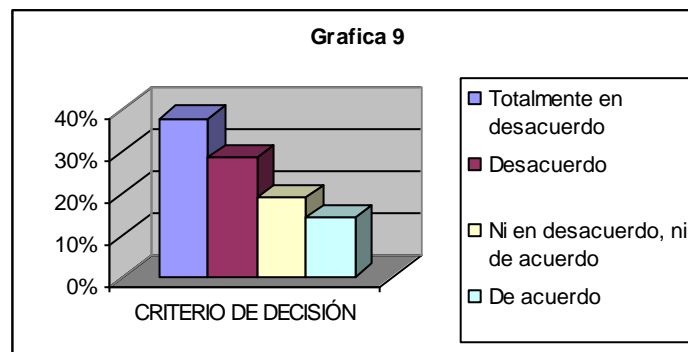 Grafica 9
40%
30%
20%
10%
0%
CRITERIO DE DECISIÓN
Totalmente en
desacuerdo
Desacuerdo
Ni en desacuerdo, ni
de acuerdo
De acuerdo